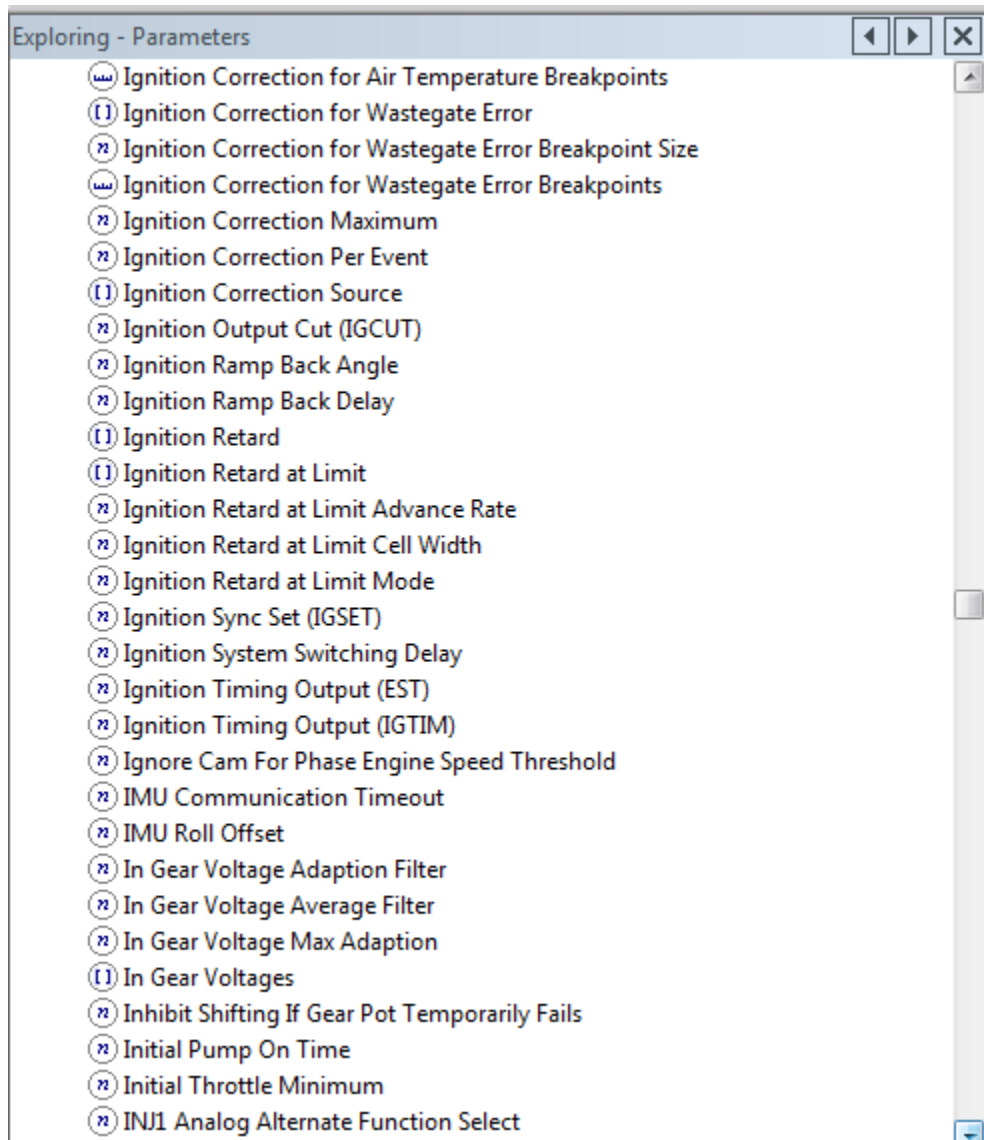 Exploring - Parameters
Ignition Correction for Air Temperature Breakpoints
[] Ignition Correction for Wastegate Error
n Ignition Correction for Wastegate Error Breakpoint Size
Ignition Correction for Wastegate Error Breakpoints
n Ignition Correction Maximum
n Ignition Correction Per Event
[] Ignition Correction Source
n Ignition Output Cut (IGCUT)
n Ignition Ramp Back Angle
n Ignition Ramp Back Delay
[] Ignition Retard
[] Ignition Retard at Limit
n Ignition Retard at Limit Advance Rate
n Ignition Retard at Limit Cell Width
n Ignition Retard at Limit Mode
n Ignition Sync Set (IGSET)
n Ignition System Switching Delay
n Ignition Timing Output (EST)
n Ignition Timing Output (IGTIM)
n Ignore Cam For Phase Engine Speed Threshold
n IMU Communication Timeout
n IMU Roll Offset
n In Gear Voltage Adaption Filter
n In Gear Voltage Average Filter
n In Gear Voltage Max Adaption
[] In Gear Voltages
n Inhibit Shifting If Gear Pot Temporarily Fails
n Initial Pump On Time
n Initial Throttle Minimum
n INJ1 Analog Alternate Function Select